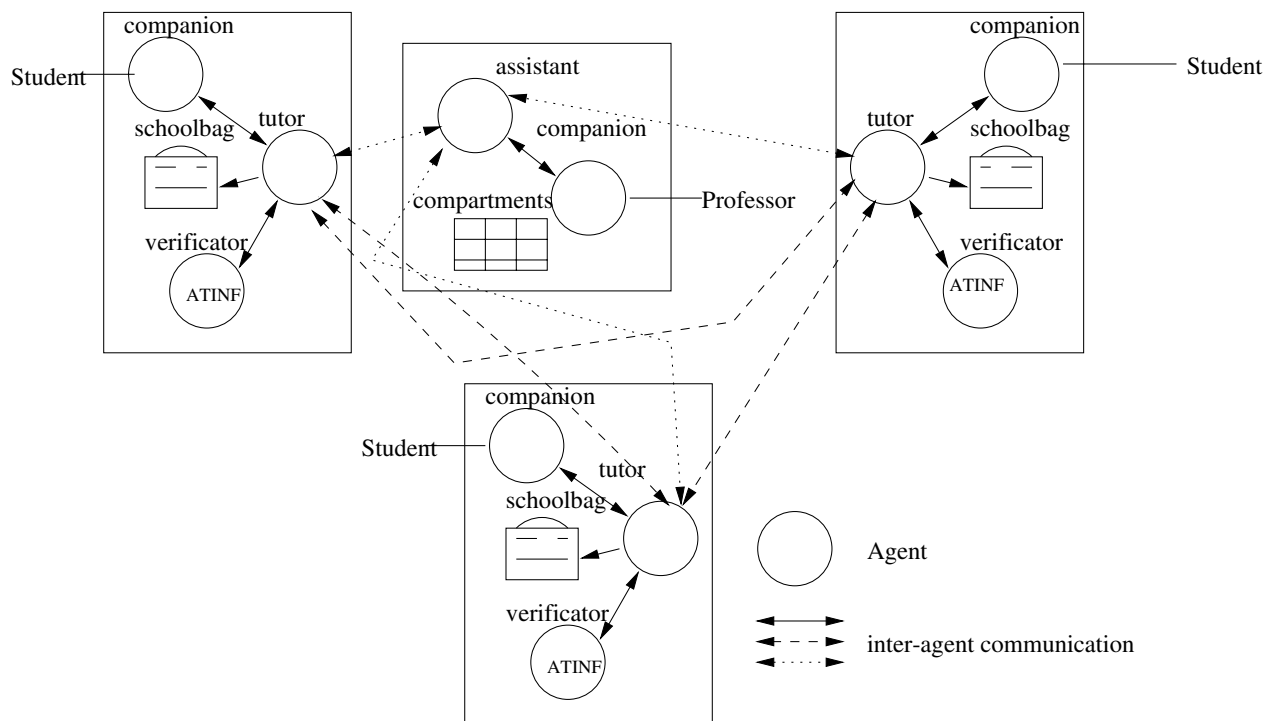 companion
Student
tutor
schoolbag
verificator
ATINF
assistant
companion
compartments
Professor
companion
Student
tutor
schoolbag
verificator
ATINF
companion
Student
tutor
schoolbag
verificator
ATINF
Agent
inter-agent communication